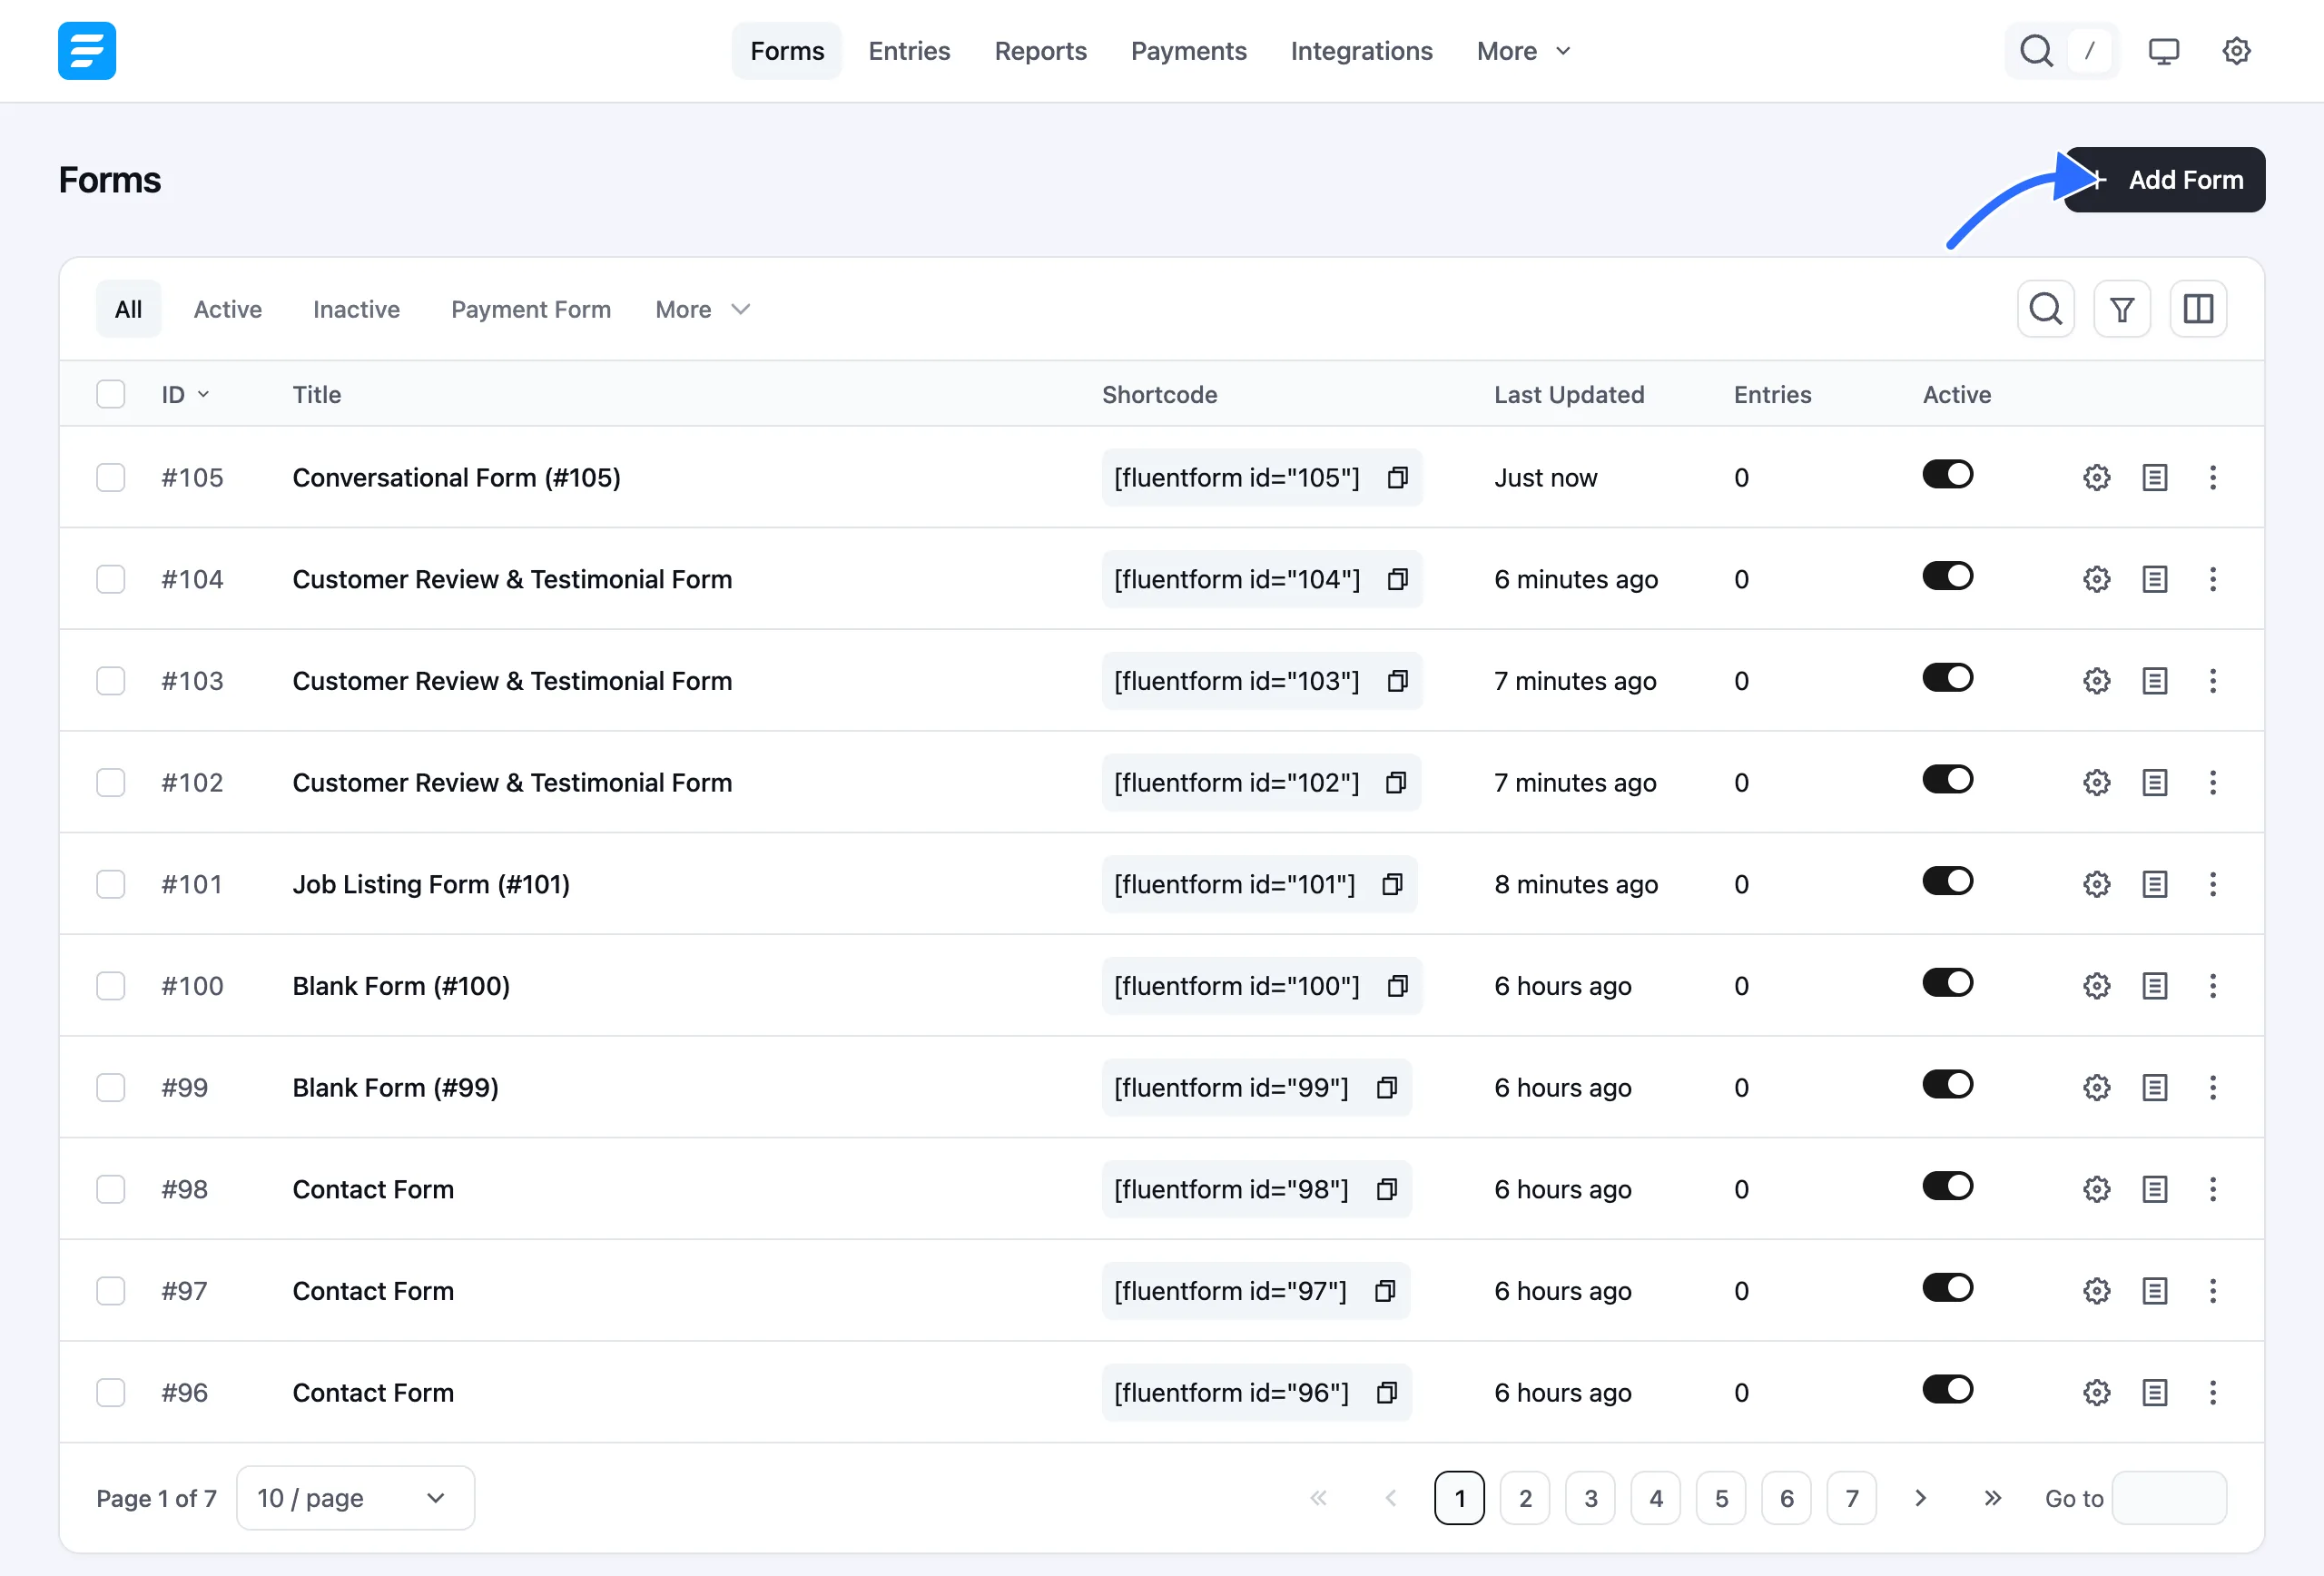 Forms Entries Reports Payments Integrations More /
Forms
+ Add Form
All Active Inactive Payment Form More
ID Title Shortcode Last Updated Entries Active
#105 Conversational Form (#105) [fluentform id="105"] Just now 0
#104 Customer Review & Testimonial Form [fluentform id="104"] 6 minutes ago 0
#103 Customer Review & Testimonial Form [fluentform id="103"] 7 minutes ago 0
#102 Customer Review & Testimonial Form [fluentform id="102"] 7 minutes ago 0
#101 Job Listing Form (#101) [fluentform id="101"] 8 minutes ago 0
#100 Blank Form (#100) [fluentform id="100"] 6 hours ago 0
#99 Blank Form (#99) [fluentform id="99"] 6 hours ago 0
#98 Contact Form [fluentform id="98"] 6 hours ago 0
#97 Contact Form [fluentform id="97"] 6 hours ago 0
#96 Contact Form [fluentform id="96"] 6 hours ago 0
Page 1 of 7 10 / page « ‹ 1 2 3 4 5 6 7 › » Go to